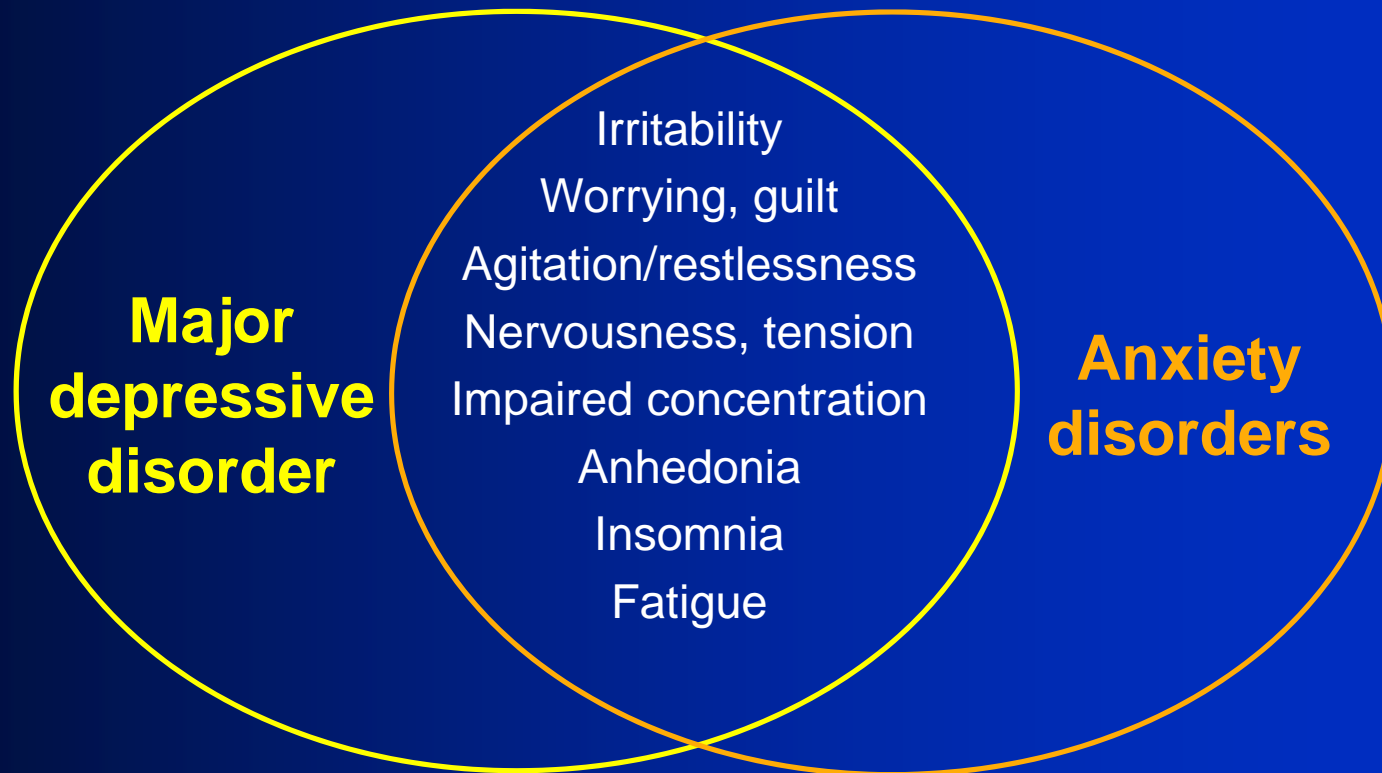 Irritability
Worrying, guilt
Agitation/restlessness
Nervousness, tension
Impaired concentration
Anhedonia
Insomnia
Fatigue
Major
depressive
disorder
Anxiety
disorders